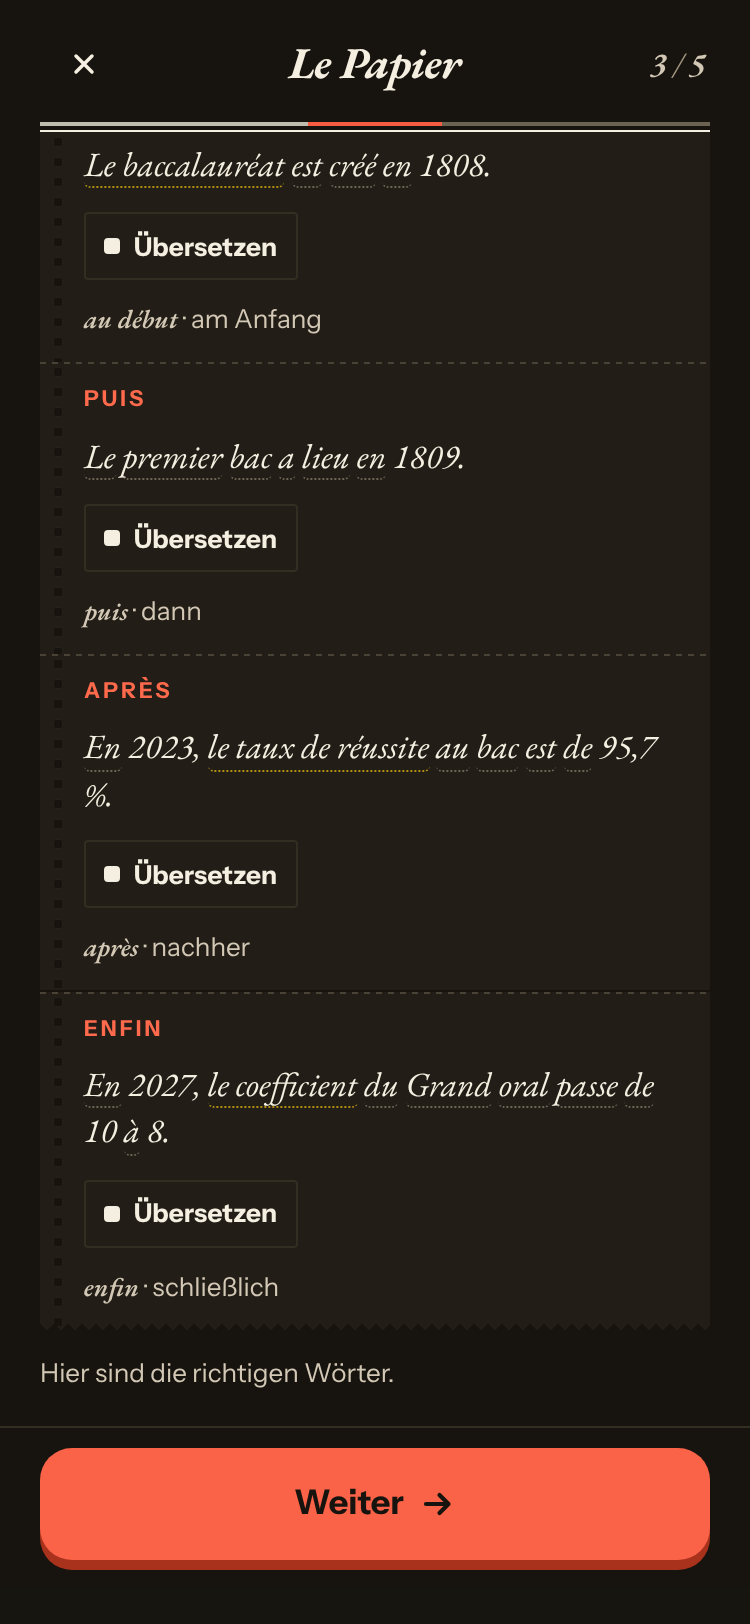 Le Papier
3 / 5
Le baccalauréat est créé en 1808.
Übersetzen
au début · am Anfang
PUIS
Le premier bac a lieu en 1809.
Übersetzen
puis · dann
APRÈS
En 2023, le taux de réussite au bac est de 95,7
%.
Übersetzen
après · nachher
ENFIN
En 2027, le coefficient du Grand oral passe de
10 à 8.
Übersetzen
enfin · schließlich
Hier sind die richtigen Wörter.
Weiter →